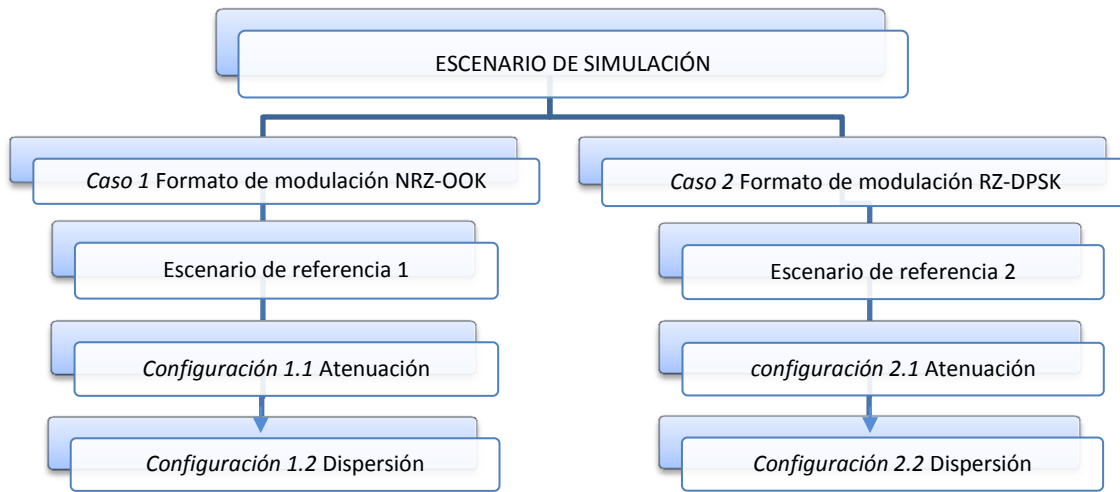 ESCENARIO DE SIMULACIÓN
Caso 1 Formato de modulación NRZ-OOK
Caso 2 Formato de modulación RZ-DPSK
Escenario de referencia 1
Escenario de referencia 2
Configuración 1.1 Atenuación
configuración 2.1 Atenuación
Configuración 1.2 Dispersión
Configuración 2.2 Dispersión